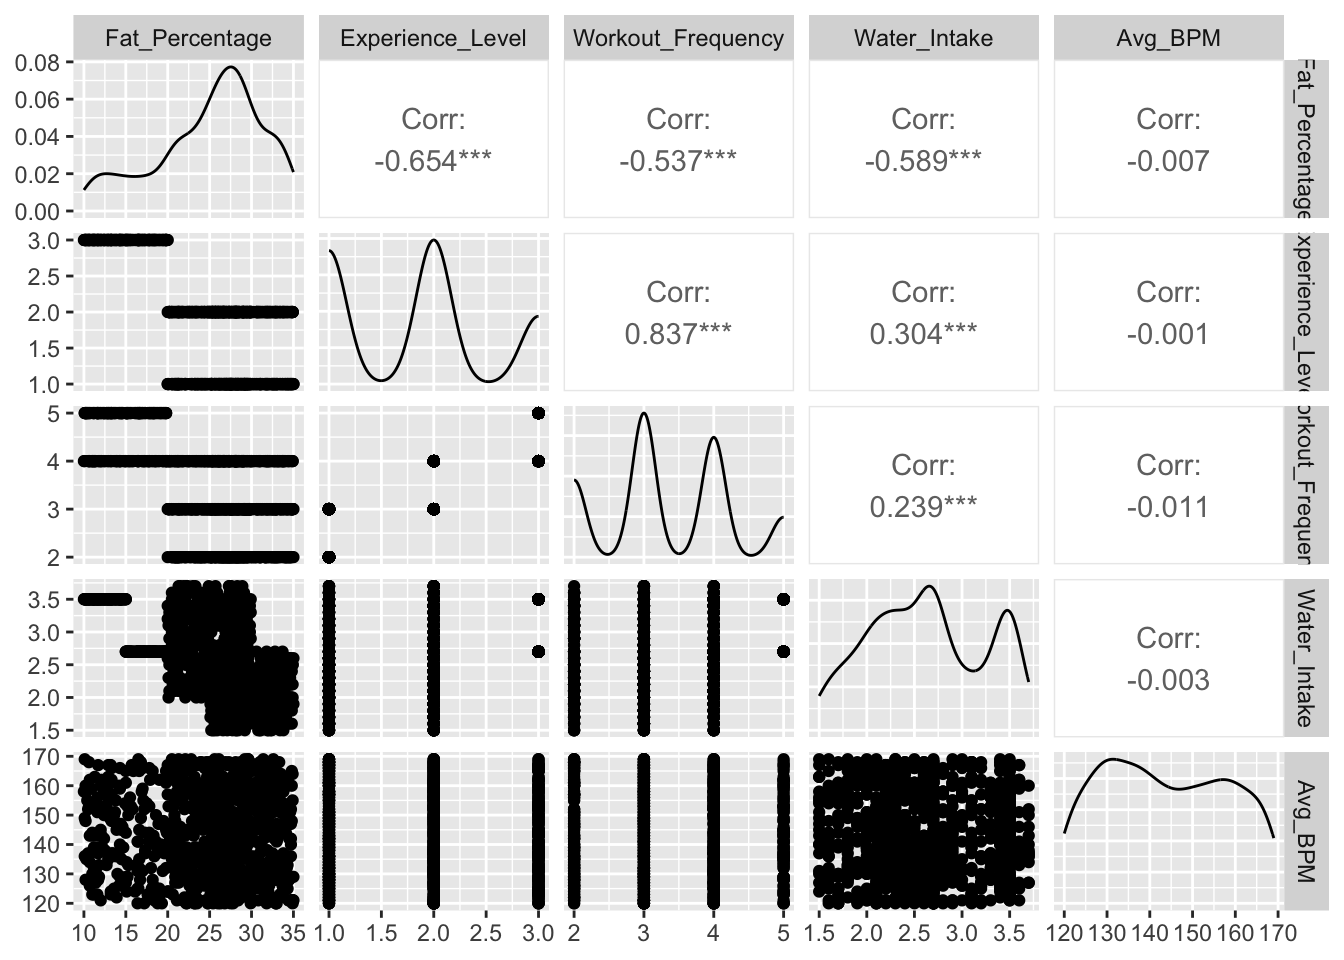 Fat_Percentage Experience_Level Workout_Frequency Water_Intake Avg_BPM
0.08
0.06
0.04
0.02
0.00
Corr:
-0.654***
Corr:
-0.537***
Corr:
-0.589***
Corr:
-0.007
Fat_Percentage
3.0
2.5
2.0
1.5
1.0
Corr:
0.837***
Corr:
0.304***
Corr:
-0.001
xperience_Leve
5
4
3
2
Corr:
0.239***
Corr:
-0.011
orkout_Frequen
3.5
3.0
2.5
2.0
1.5
Corr:
-0.003
Water_Intake
170
160
150
140
130
120
Avg_BPM
10 15 20 25 30 35 1.0 1.5 2.0 2.5 3.0 2 3 4 5 1.5 2.0 2.5 3.0 3.5 120 130 140 150 160 170